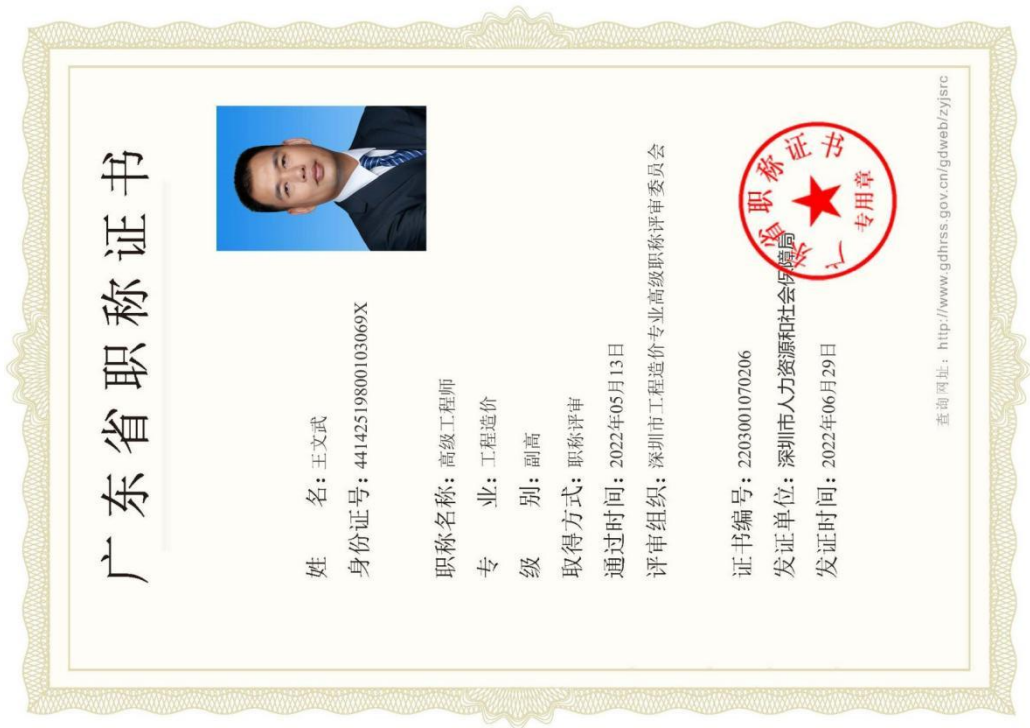 广东省职称证书
姓 名：王文武
身份证号：44142519800103069X
职称名称：高级工程师
专 业：工程造价
级 别：副高
取得方式：职称评审
通过时间：2022年05月13日
评审组织：深圳市工程造价专业高级职称评审委员会
证书编号：2203001070206
发证单位：深圳市人力资源和社会保障局
发证时间：2022年06月29日
广东省职称证书
专用章
查询网址：http://www.gdhrss.gov.cn/gdweb/zyjsrc